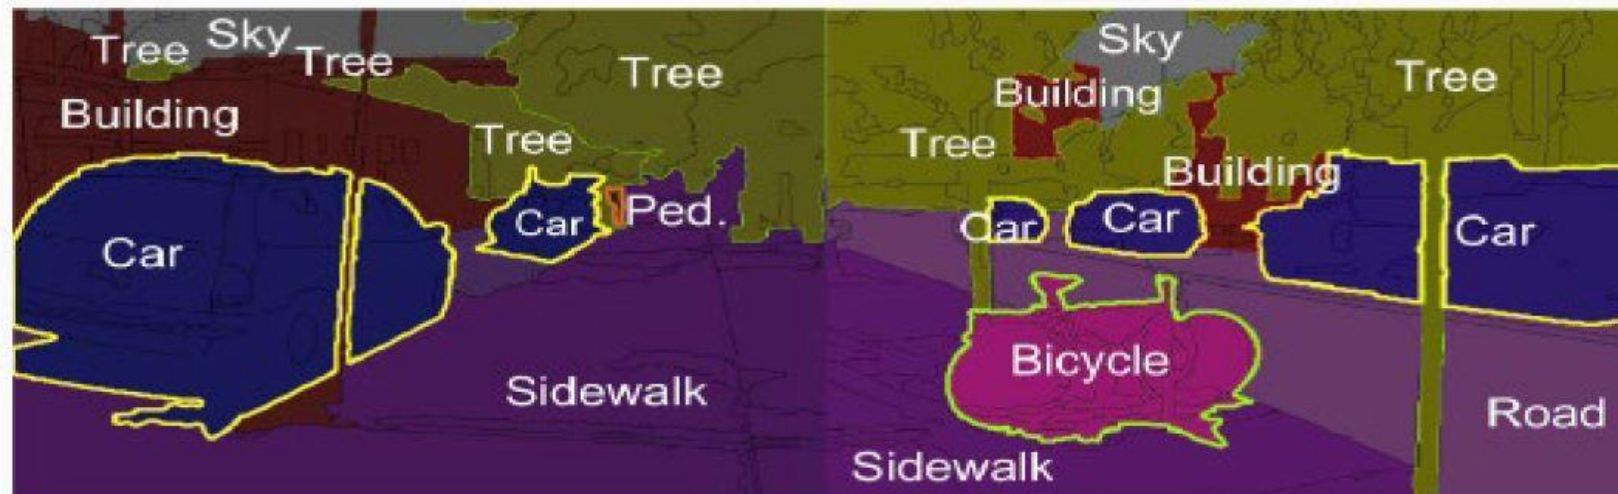 Sky
Tree
Tree
Tree
Building
Tree
Car
Car
Ped.
Sidewalk
Sky
Tree
Building
Tree
Building
Car
Car
Car
Bicycle
Road
Sidewalk